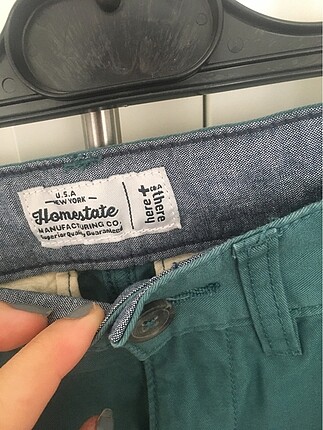 U.S.A
NEW YORK
Homestate
MANUFACTURING CO.
Superior Quality Guaranteed
here + there
C&A